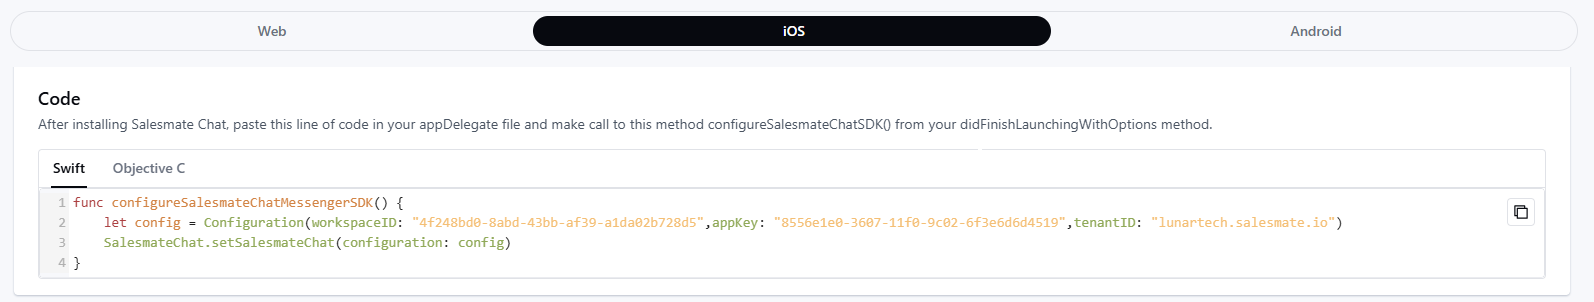 Web iOS Android
Code
After installing Salesmate Chat, paste this line of code in your appDelegate file and make call to this method configureSalesmateChatSDK() from your didFinishLaunchingWithOptions method.
Swift Objective C
1 func configureSalesmateChatMessengerSDK() {
2 let config = Configuration(workspaceID: "4f248bd0-8abd-43bb-af39-a1da02b728d5",appKey: "8556e1e0-3607-11f0-9c02-6f3e6d6d4519",tenantID: "lunartech.salesmate.io")
3 SalesmateChat.setSalesmateChat(configuration: config)
4 }